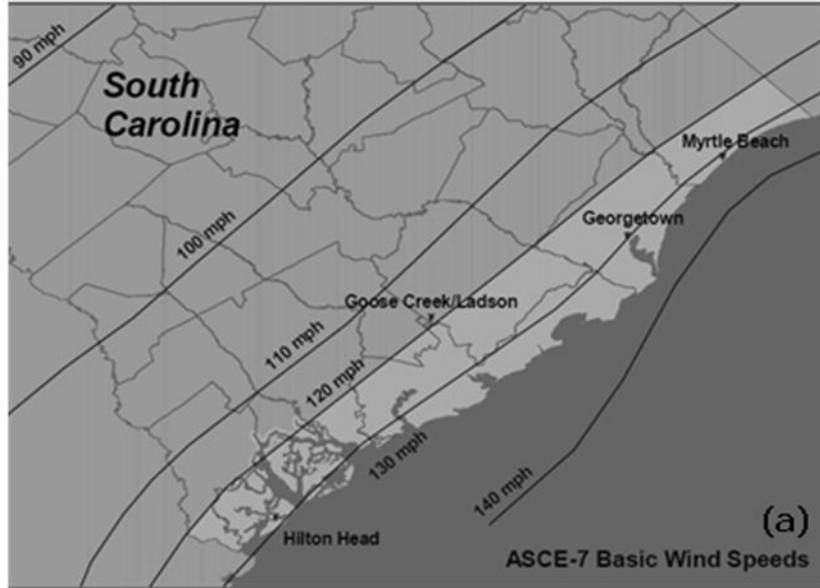 90 mph
South
Carolina
Myrtle Beach
Georgetown
100 mph
Goose Creek/Ladson
110 mph
120 mph
130 mph
140 mph
(a)
Hilton Head
ASCE-7 Basic Wind Speeds